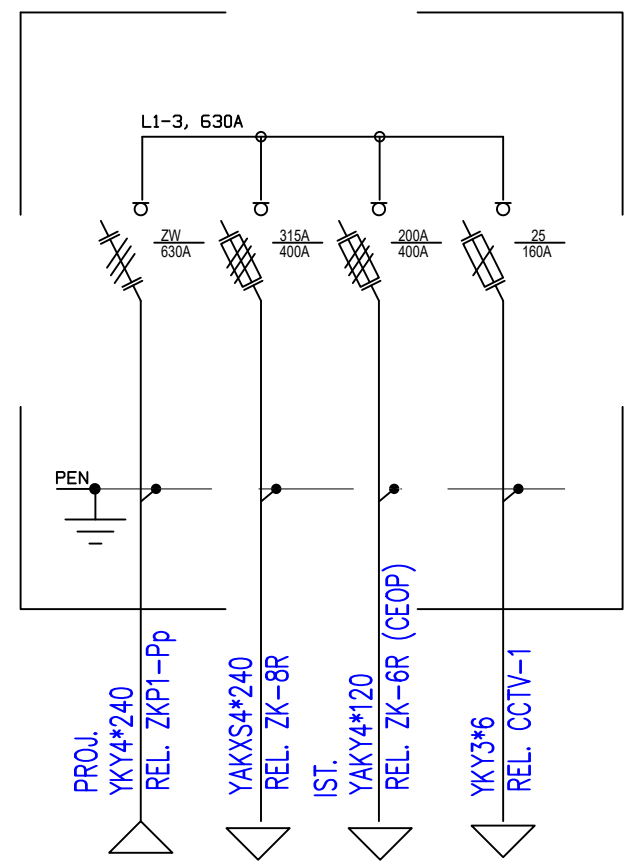 L1-3, 630A
ZW
630A
315A
400A
200A
400A
25
160A
PEN
PROJ.
YKY4*240
REL. ZKP1-Pp
YAKXS4*240
REL. ZK-8R
IST.
YAKY4*120
REL. ZK-6R (CEOP)
YKY3*6
REL. CCTV-1